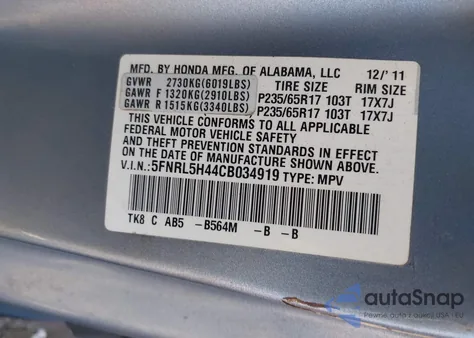 MFD. BY HONDA MFG. OF ALABAMA, LLC 12/'11
GVWR 2730KG(6019LBS) TIRE SIZE RIM SIZE
GAWR F 1320KG(2910LBS) P235/65R17 103T 17X7J
GAWR R 1515KG(3340LBS) P235/65R17 103T 17X7J
THIS VEHICLE CONFORMS TO ALL APPLICABLE
FEDERAL MOTOR VEHICLE SAFETY
AND THEFT PREVENTION STANDARDS IN EFFECT
ON THE DATE OF MANUFACTURE SHOWN ABOVE.
V.I.N.:5FNRL5H44CB034919 TYPE: MPV
TK8 C AB5 -B564M -B -B
autoSnap